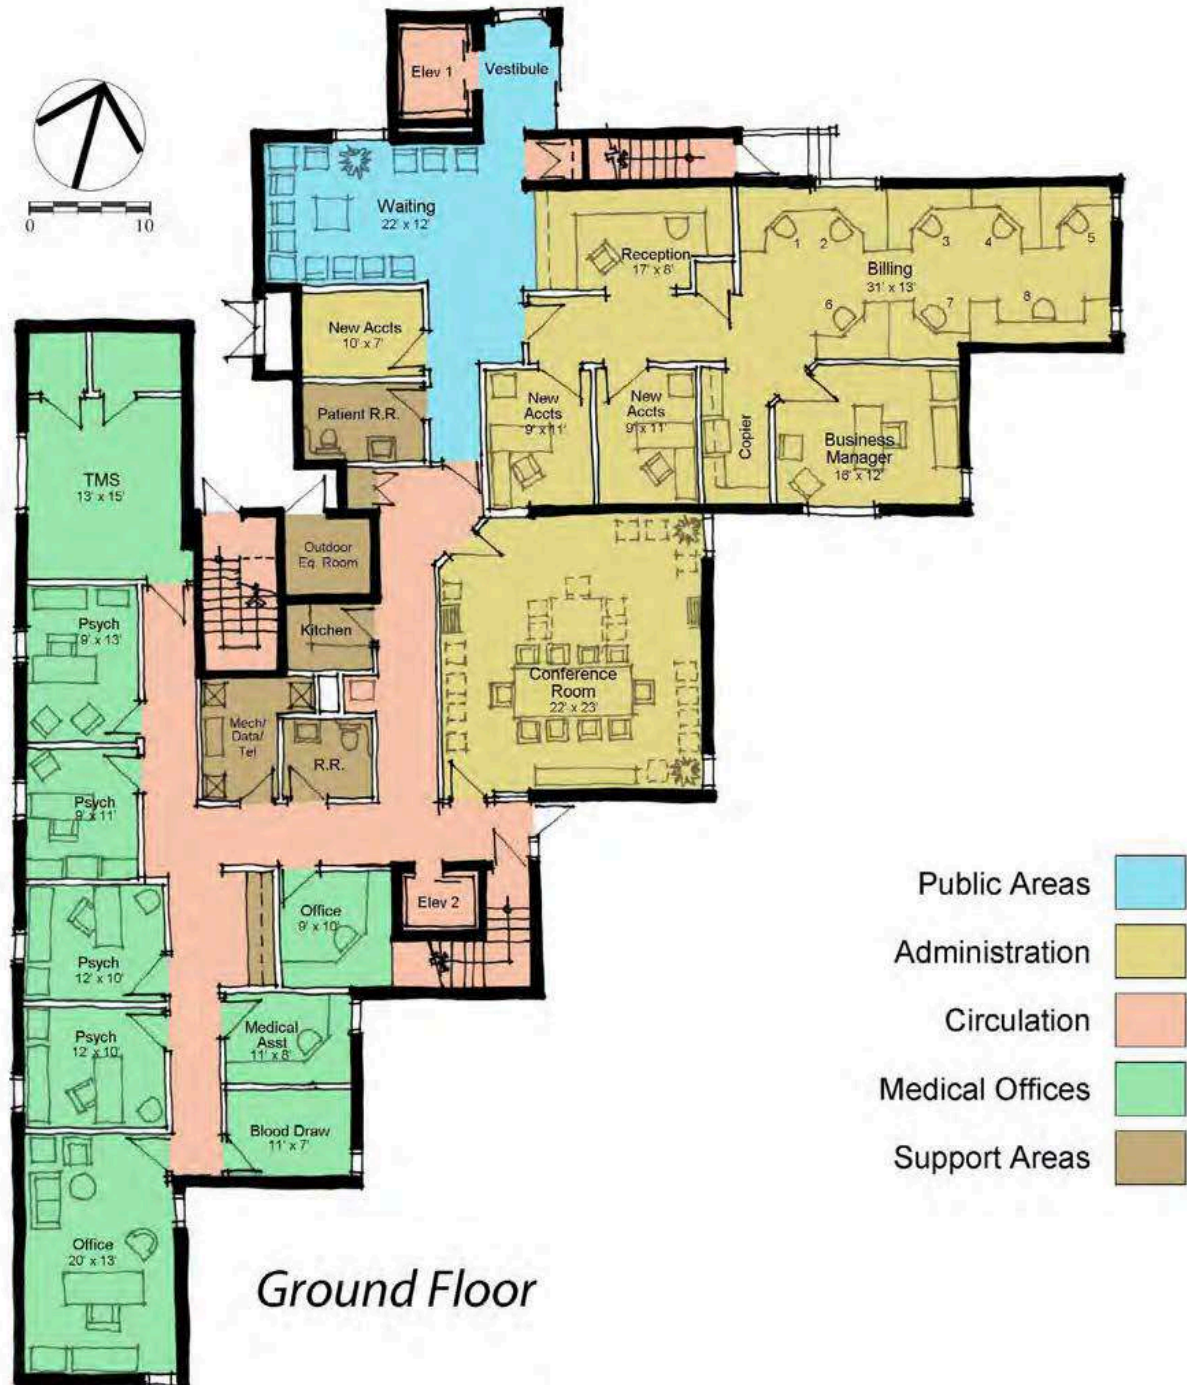 Elev 1
Vestibule
0 10
Waiting
22' x 12'
Reception
17' x 8'
1
2
3
4
5
Billing
31' x 13'
6
7
8
New Accts
10' x 7'
Patient R.R.
New
Accts
9' x 11'
New
Accts
9' x 11'
Copier
Business
Manager
16' x 12'
TMS
13' x 15'
Outdoor
Eq. Room
Psych
9' x 13'
Kitchen
Conference
Room
22' x 23'
Mech/
Data/
Tel
R.R.
Psych
9' x 11'
Office
9' x 10'
Elev 2
Psych
12' x 10'
Medical
Asst
11' x 8'
Psych
12' x 10'
Blood Draw
11' x 7'
Office
20' x 13'
Public Areas
Administration
Circulation
Medical Offices
Support Areas
Ground Floor